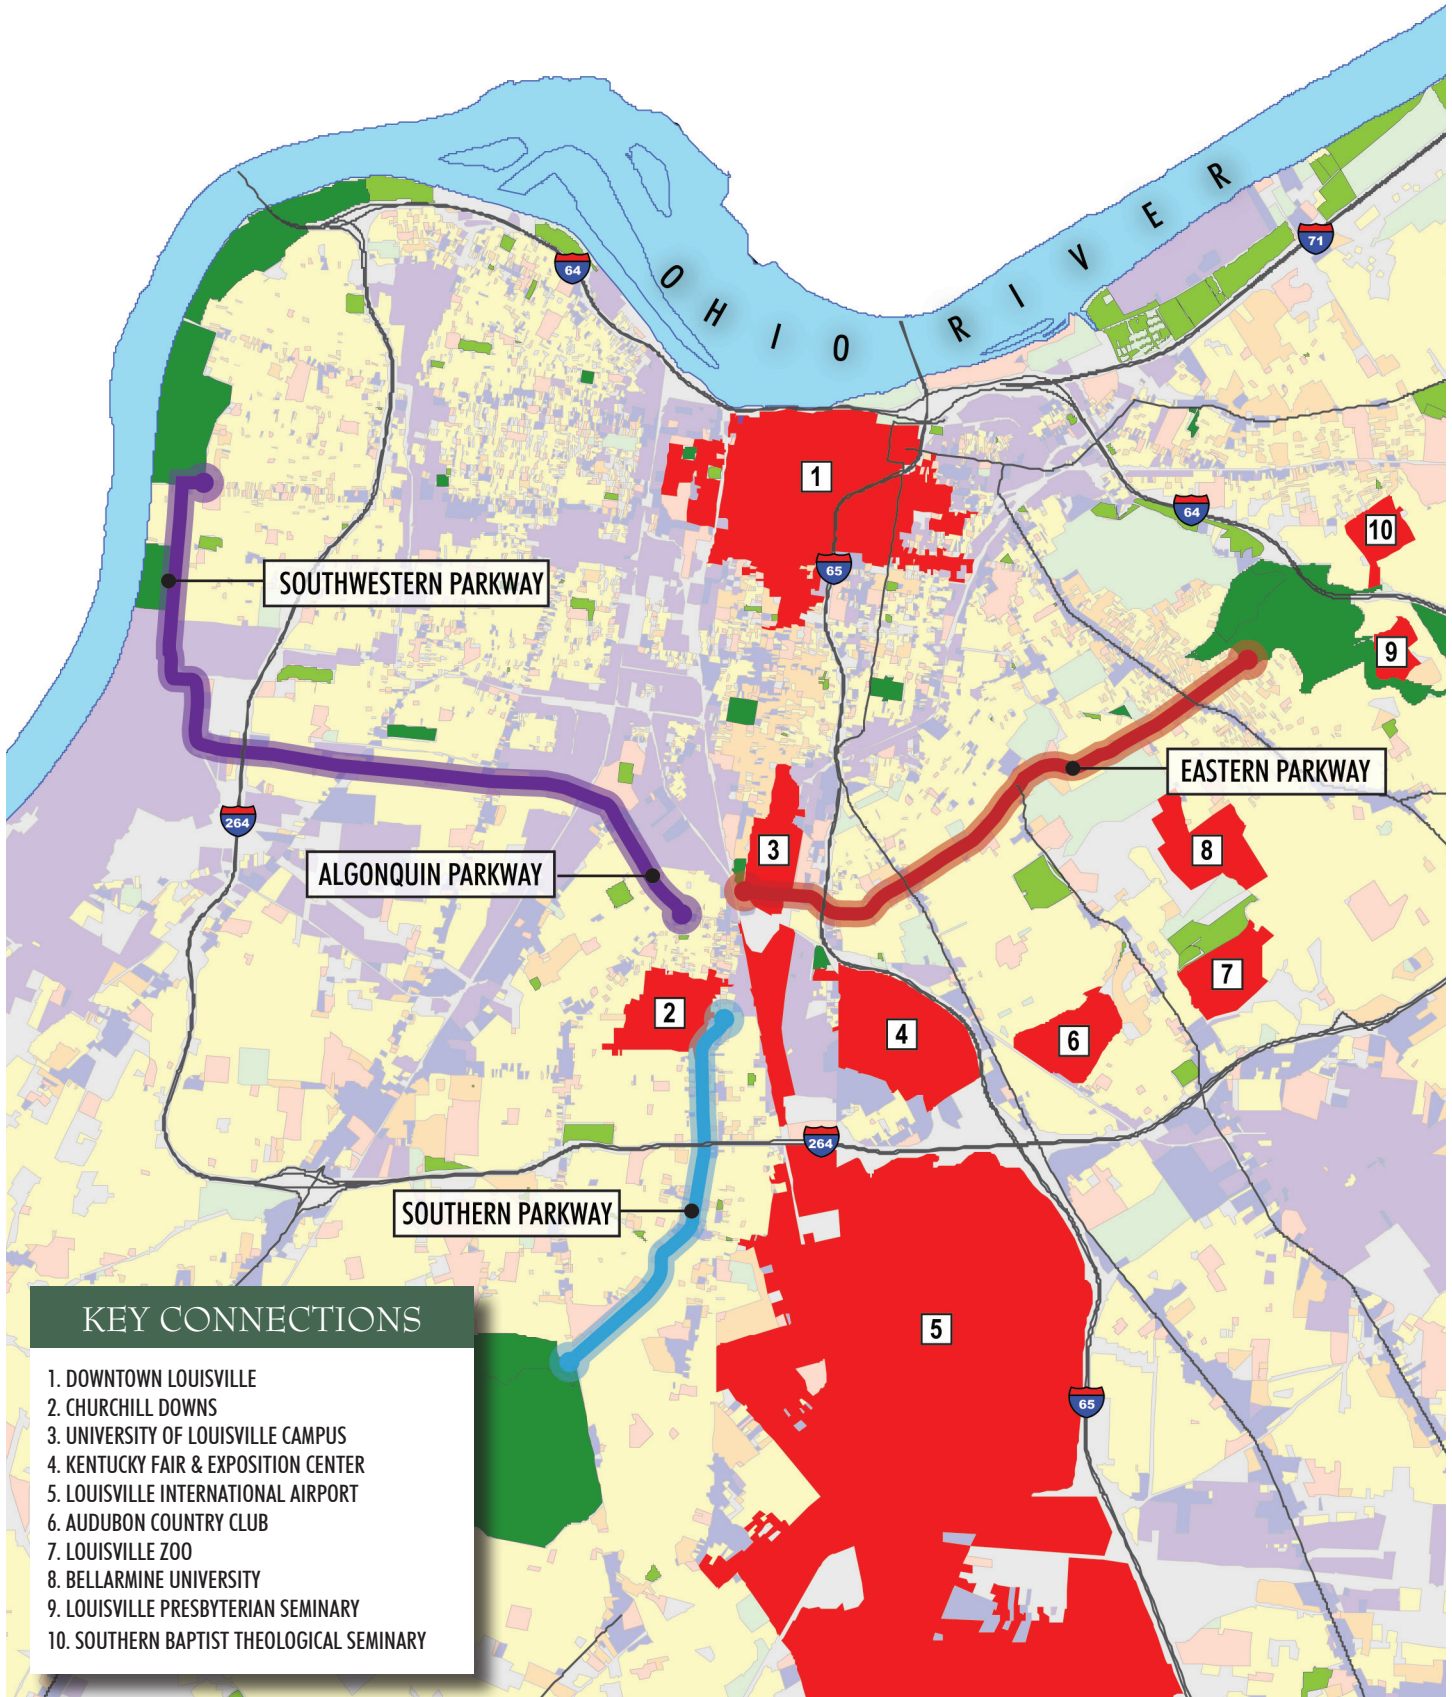 OHIO RIVER
71
64
1
64
10
65
SOUTHWESTERN PARKWAY
9
EASTERN PARKWAY
264
3
8
ALGONQUIN PARKWAY
7
2
4
6
264
SOUTHERN PARKWAY
5
65
KEY CONNECTIONS
1. DOWNTOWN LOUISVILLE
2. CHURCHILL DOWNS
3. UNIVERSITY OF LOUISVILLE CAMPUS
4. KENTUCKY FAIR & EXPOSITION CENTER
5. LOUISVILLE INTERNATIONAL AIRPORT
6. AUDUBON COUNTRY CLUB
7. LOUISVILLE ZOO
8. BELLARMINE UNIVERSITY
9. LOUISVILLE PRESBYTERIAN SEMINARY
10. SOUTHERN BAPTIST THEOLOGICAL SEMINARY